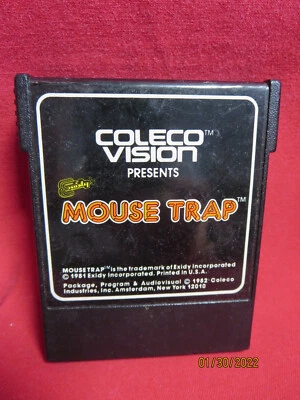 COLECO™
VISION
PRESENTS
Exidy
MOUSE TRAP™
MOUSETRAP™ is the trademark of Exidy Incorporated
© 1981 Exidy Incorporated. Printed in U.S.A.
Package, Program & Audiovisual © 1982 Coleco
Industries, Inc. Amsterdam, New York 12010
01/30/2022